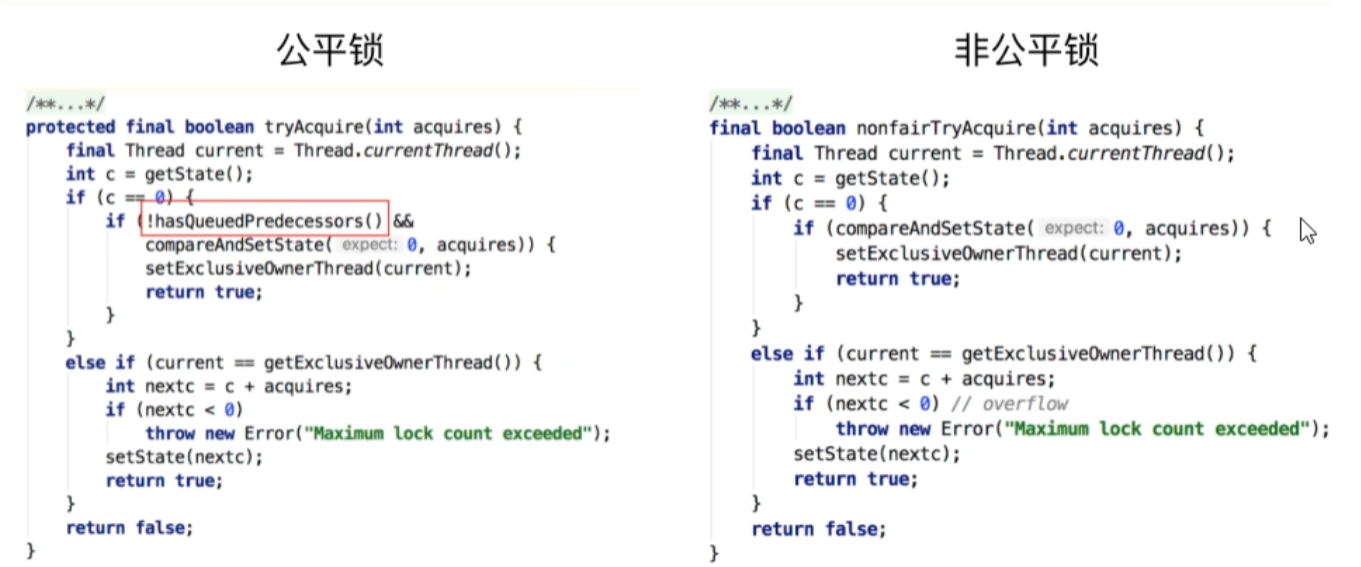 公平锁
/**...*/
protected final boolean tryAcquire(int acquires) {
final Thread current = Thread.currentThread();
int c = getState();
if (c == 0) {
if (!hasQueuedPredecessors() &&
compareAndSetState( expect: 0, acquires)) {
setExclusiveOwnerThread(current);
return true;
}
}
else if (current == getExclusiveOwnerThread()) {
int nextc = c + acquires;
if (nextc < 0)
throw new Error("Maximum lock count exceeded");
setState(nextc);
return true;
}
return false;
}
非公平锁
/**...*/
final boolean nonfairTryAcquire(int acquires) {
final Thread current = Thread.currentThread();
int c = getState();
if (c == 0) {
if (compareAndSetState( expect: 0, acquires)) {
setExclusiveOwnerThread(current);
return true;
}
}
else if (current == getExclusiveOwnerThread()) {
int nextc = c + acquires;
if (nextc < 0) // overflow
throw new Error("Maximum lock count exceeded");
setState(nextc);
return true;
}
return false;
}